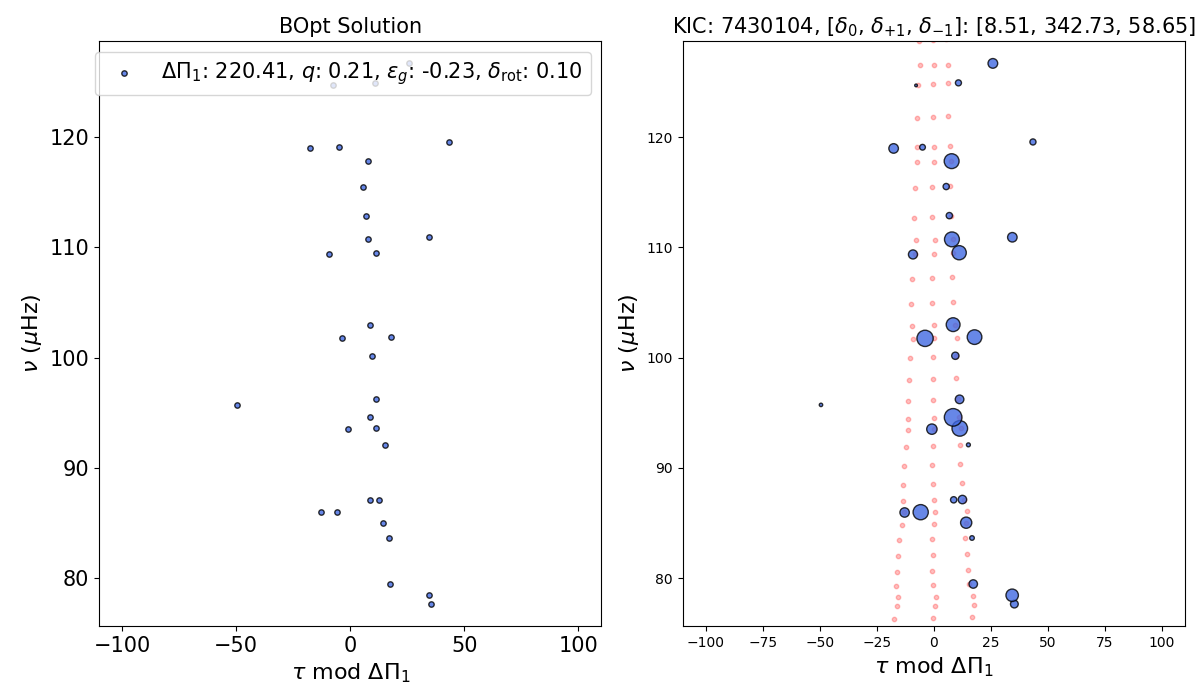 BOpt Solution
KIC: 7430104, [δ₀, δ₊₁, δ₋₁]: [8.51, 342.73, 58.65]
ΔΠ₁: 220.41, q: 0.21, ε_g: -0.23, δ_rot: 0.10
ν (μHz)
120
110
100
90
80
−100 −50 0 50 100
τ mod ΔΠ₁
ν (μHz)
120
110
100
90
80
−100 −75 −50 −25 0 25 50 75 100
τ mod ΔΠ₁